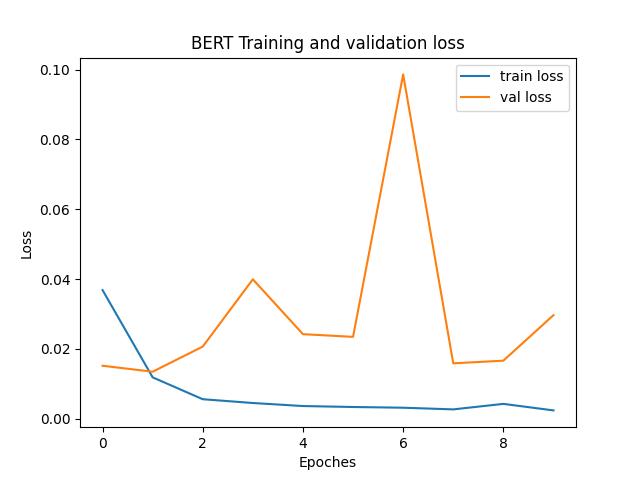 BERT Training and validation loss
train loss
val loss
0.10
0.08
0.06
0.04
0.02
0.00
Loss
0
2
4
6
8
Epoches